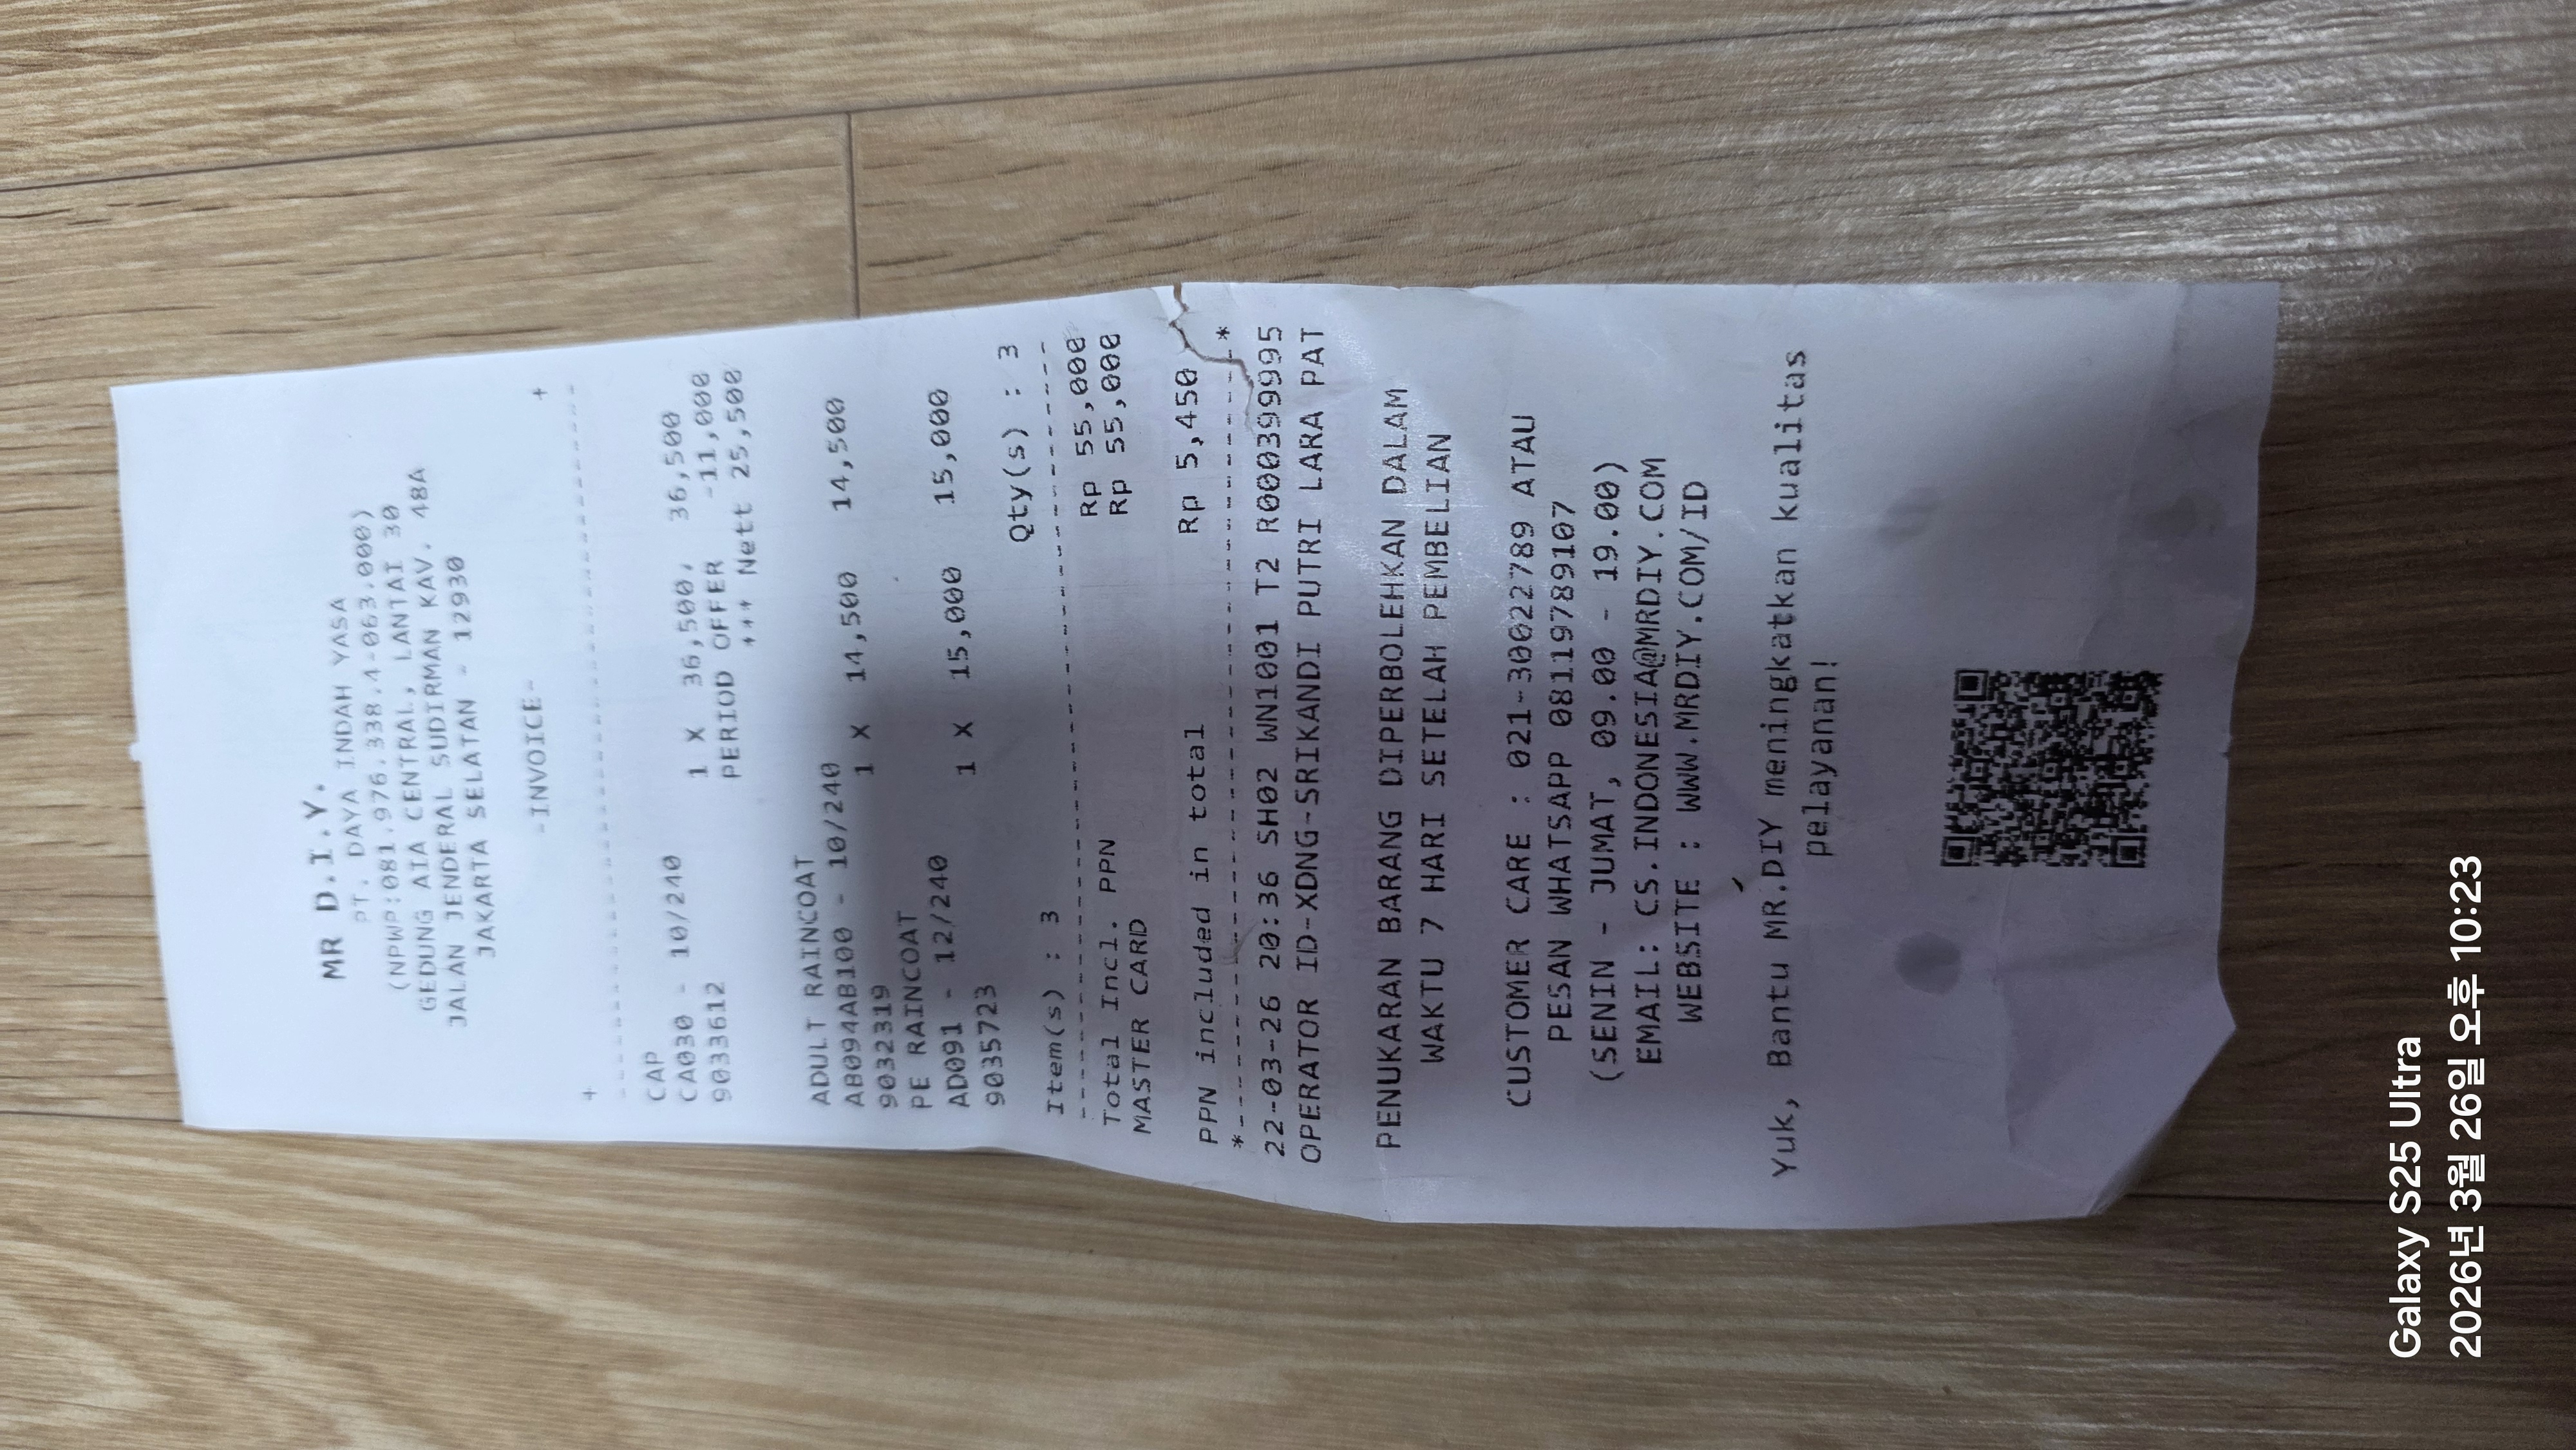 MR D.I.Y.
PT. DAYA INDAH YASA
(NPWP:081.976.338.4-063.000)
GEDUNG AIA CENTRAL, LANTAI 30
JALAN JENDERAL SUDIRMAN KAV. 48A
JAKARTA SELATAN - 12930
-INVOICE-
+ +
CAP
CA030 - 10/240
9033612 1 X 36,500, 36,500
PERIOD OFFER -11,000
*** Nett 25,500
ADULT RAINCOAT
AB094AB100 - 10/240
9032319 1 X 14,500 14,500
PE RAINCOAT
AD091 - 12/240
9035723 1 X 15,000 15,000
Item(s) : 3 Qty(s) : 3
Total Incl. PPN Rp 55,000
MASTER CARD Rp 55,000
PPN included in total Rp 5,450
*------------------------------*
22-03-26 20:36 SH02 WN1001 T2 R000399995
OPERATOR ID-XDNG-SRIKANDI PUTRI LARA PAT
PENUKARAN BARANG DIPERBOLEHKAN DALAM
WAKTU 7 HARI SETELAH PEMBELIAN
CUSTOMER CARE : 021-30022789 ATAU
PESAN WHATSAPP 08119789107
(SENIN - JUMAT, 09.00 - 19.00)
EMAIL: CS.INDONESIA@MRDIY.COM
WEBSITE : WWW.MRDIY.COM/ID
Yuk, Bantu MR.DIY meningkatkan kualitas
pelayanan!
Galaxy S25 Ultra
2026년 3월 26일 오후 10:23